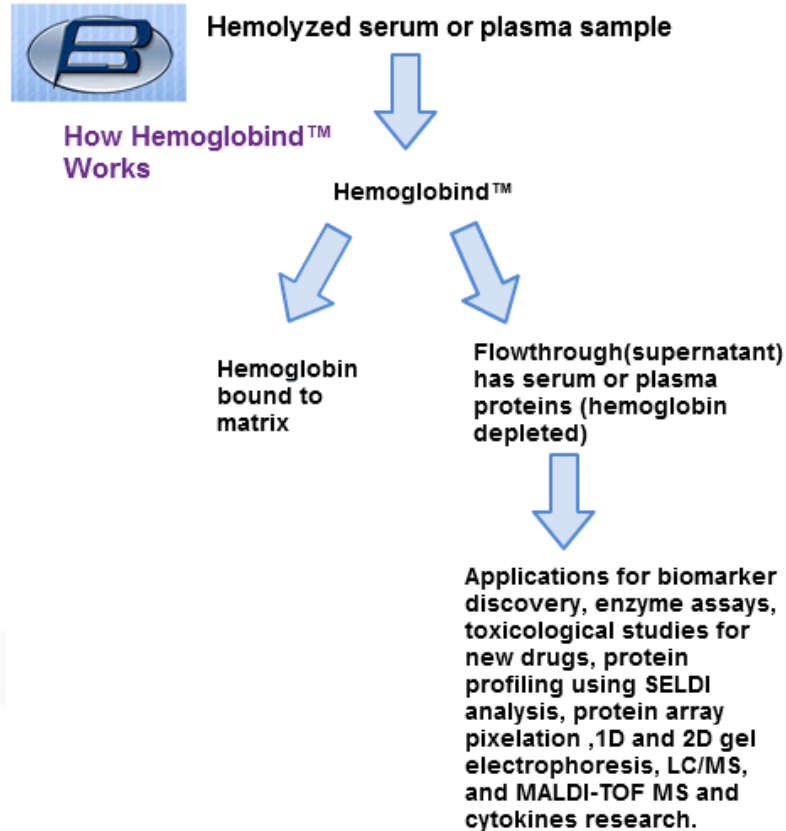 B
Hemolyzed serum or plasma sample
How Hemoglobind™
Works
Hemoglobind™
Hemoglobin
bound to
matrix
Flowthrough(supernatant)
has serum or plasma
proteins (hemoglobin
depleted)
Applications for biomarker
discovery, enzyme assays,
toxicological studies for
new drugs, protein
profiling using SELDI
analysis, protein array
pixelation ,1D and 2D gel
electrophoresis, LC/MS,
and MALDI-TOF MS and
cytokines research.